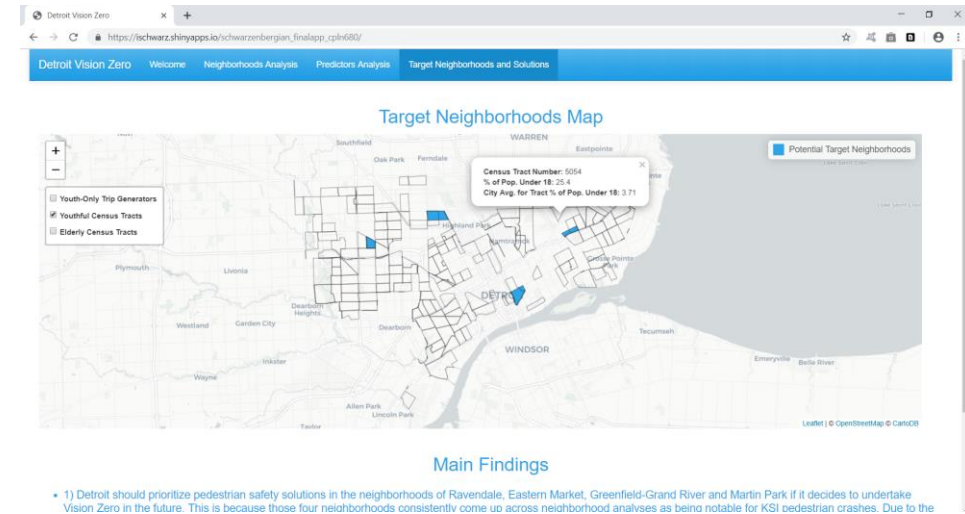 Detroit Vision Zero
https://ischwarz.shinyapps.io/schwarzenbergian_finalapp_cpln680/
Detroit Vision Zero Welcome Neighborhoods Analysis Predictors Analysis Target Neighborhoods and Solutions
Target Neighborhoods Map
+
−
Youth-Only Trip Generators
Youthful Census Tracts
Elderly Census Tracts
Potential Target Neighborhoods
Census Tract Number: 5054
% of Pop. Under 18: 25.4
City Avg. for Tract % of Pop. Under 18: 3.71
WARREN
Southfield
Eastpointe
Oak Park Ferndale
Highland Park
Hamtramck
Grosse Pointe
Park
Plymouth
Livonia
DETRO
Dearborn
Heights
Westland Garden City Dearborn
Tecumseh
WINDSOR
Emeryville Belle River
Inkster
Wayne
Allen Park
Lincoln Park
Taylor
Leaflet | © OpenStreetMap © CartoDB
Main Findings
1) Detroit should prioritize pedestrian safety solutions in the neighborhoods of Ravendale, Eastern Market, Greenfield-Grand River and Martin Park if it decides to undertake
Vision Zero in the future. This is because those four neighborhoods consistently come up across neighborhood analyses as being notable for KSI pedestrian crashes. Due to the